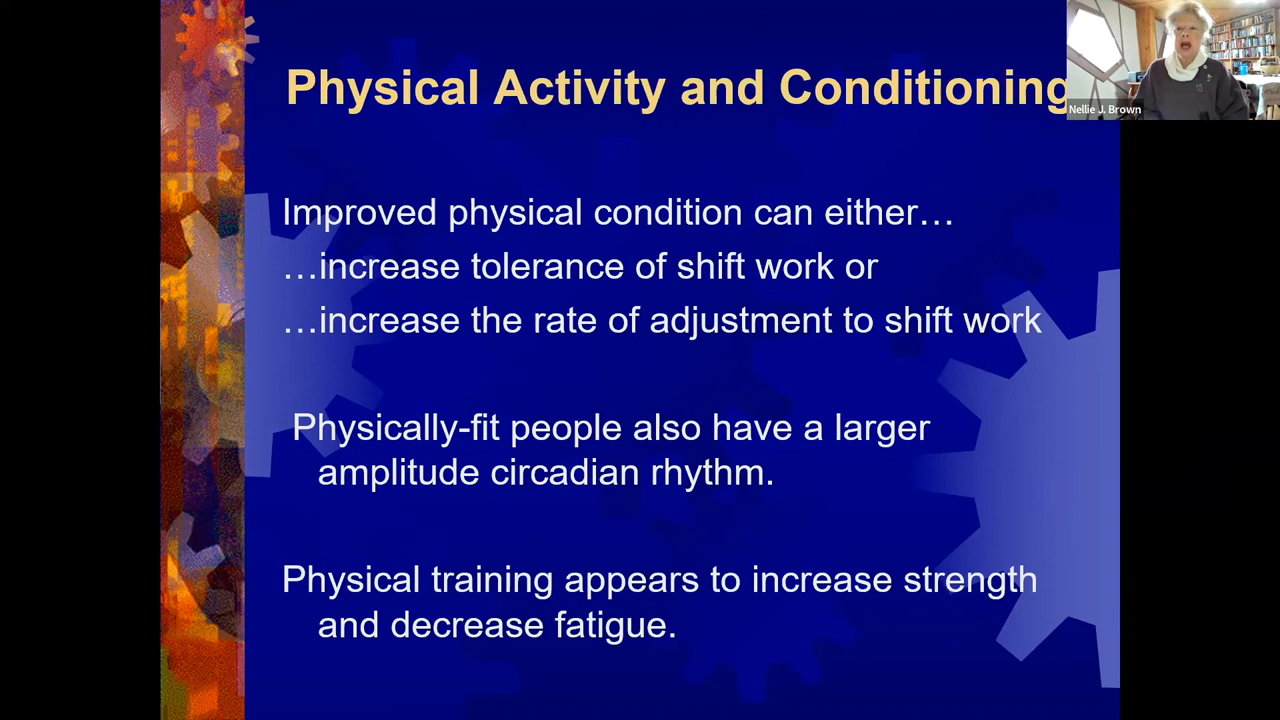 Physical Activity and Conditioning
Nellie J. Brown
Improved physical condition can either…
…increase tolerance of shift work or
…increase the rate of adjustment to shift work
Physically-fit people also have a larger
amplitude circadian rhythm.
Physical training appears to increase strength
and decrease fatigue.